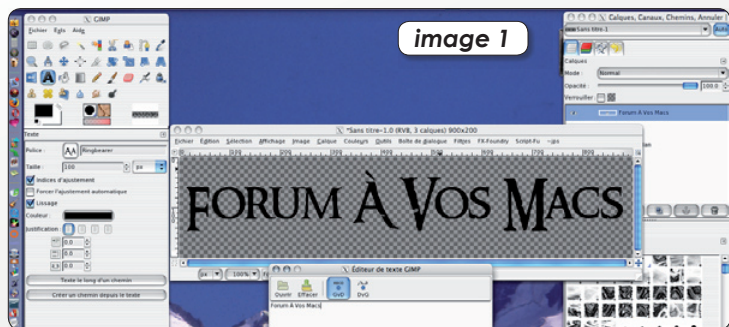 image 1
GIMP
Fichier Exts Aide
Texte
Police : Ringbearer
Taille : 100 px
Indices d'ajustement
Forcer l'ajustement automatique
Lissage
Couleur :
Justification :
0.0
0.0
0.0
Texte le long d'un chemin
Créer un chemin depuis le texte
*Sans titre-1.0 (RVB, 3 calques) 900x200
Fichier Édition Sélection Affichage Image Calque Couleurs Outils Boîte de dialogue Filtres FX-Foundry Script-Fu
FORUM À VOS MACS
px 100%
Éditeur de texte GIMP
Ouvrir Effacer GàD DvG
Forum À Vos Macs
Calques, Canaux, Chemins, Annuler
Sans titre-1 Auto
Calques
Mode : Normal
Opacité : 100.0
Verrouiller :
Forum À Vos Macs